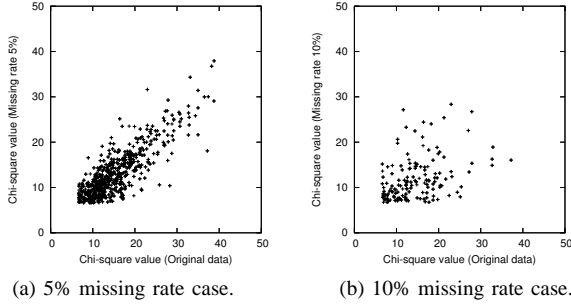 50
40
30
20
10
0
Chi-square value (Missing rate 5%)
0 10 20 30 40 50
Chi-square value (Original data)
(a) 5% missing rate case.
50
40
30
20
10
0
Chi-square value (Missing rate 10%)
0 10 20 30 40 50
Chi-square value (Original data)
(b) 10% missing rate case.